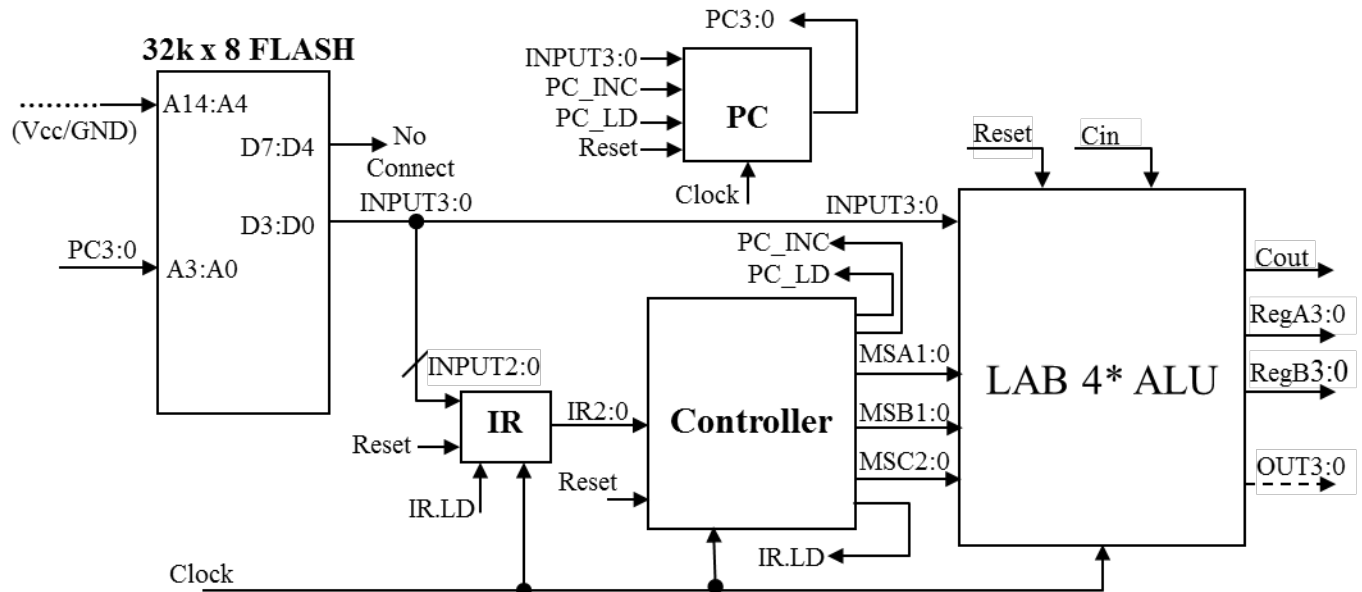 32k x 8 FLASH
A14:A4
(Vcc/GND)
D7:D4
No
Connect
D3:D0
INPUT3:0
PC3:0
A3:A0
PC3:0
INPUT3:0
PC_INC
PC_LD
Reset
PC
Clock
INPUT3:0
Reset
Cin
PC_INC
PC_LD
INPUT2:0
IR
IR2:0
Reset
IR.LD
Controller
Reset
MSA1:0
MSB1:0
MSC2:0
IR.LD
LAB 4* ALU
Cout
RegA3:0
RegB3:0
OUT3:0
Clock